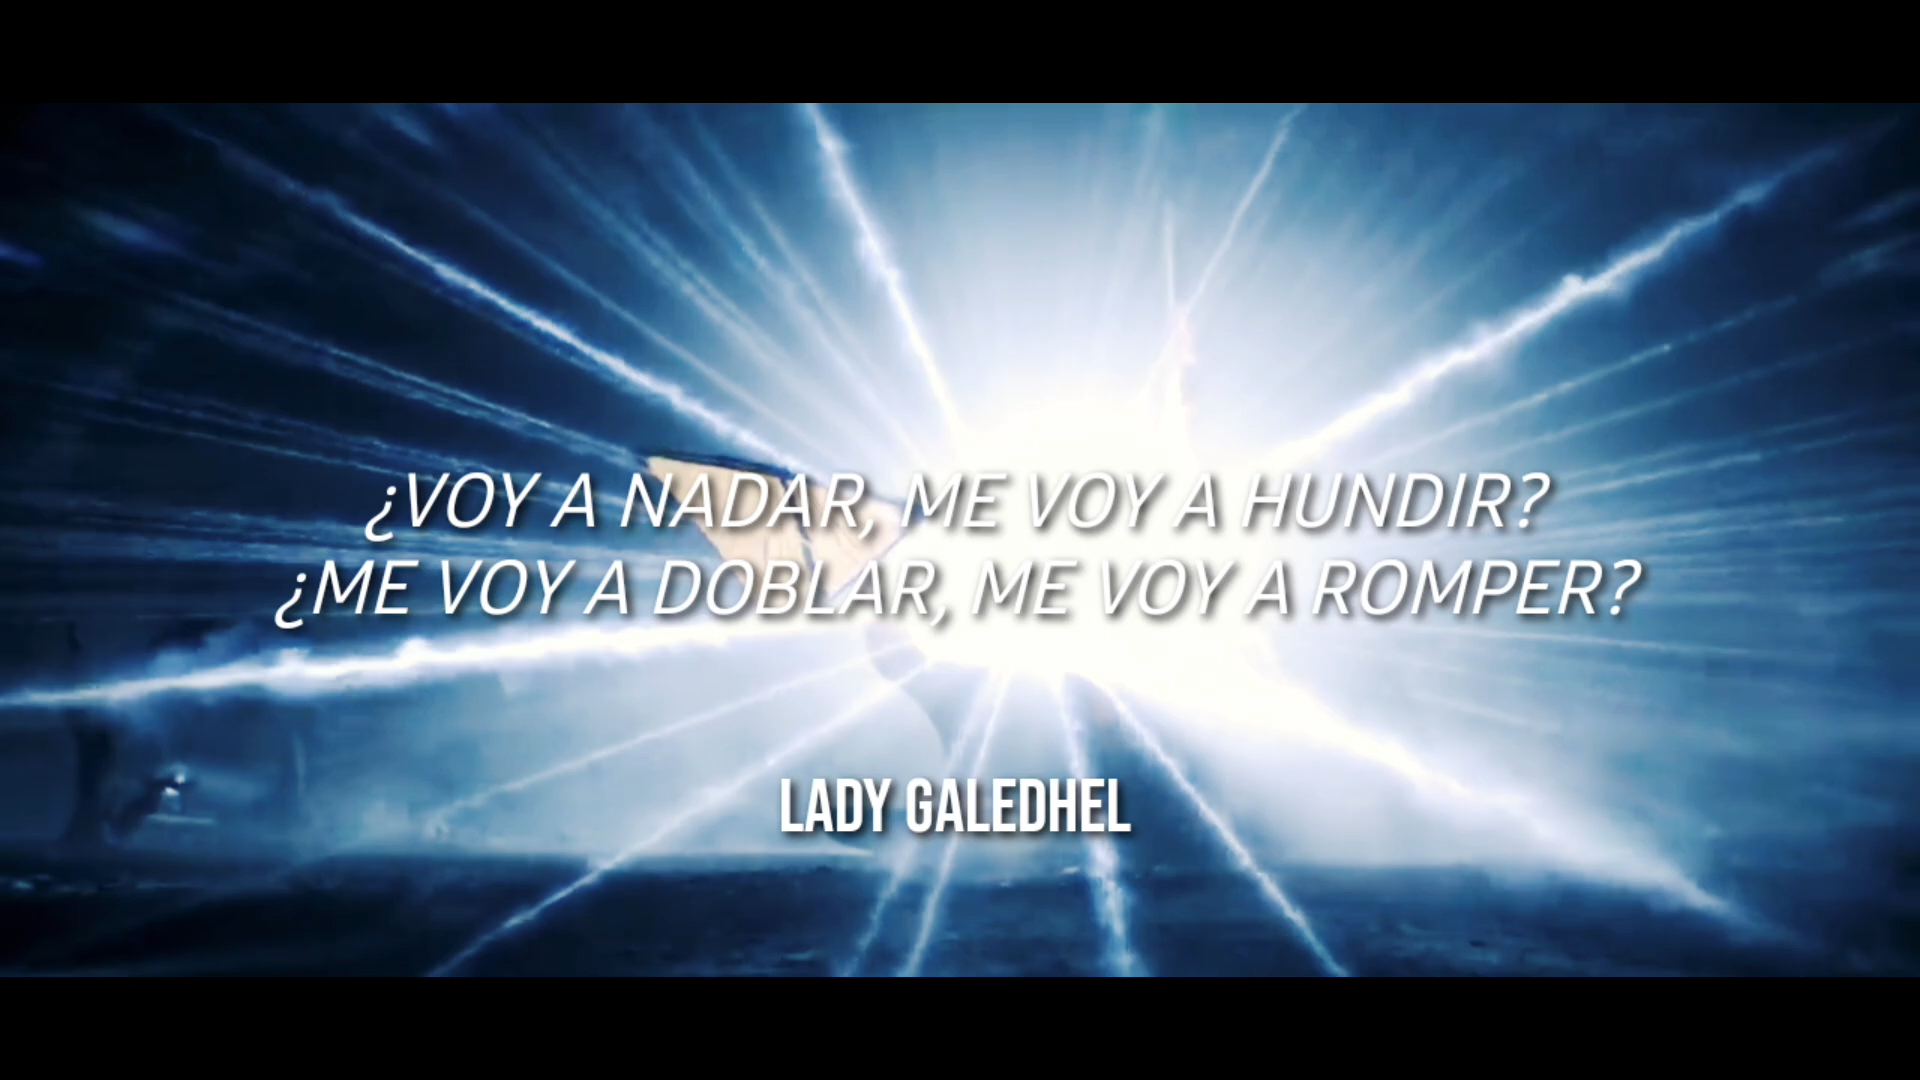 ¿VOY A NADAR, ME VOY A HUNDIR?
¿ME VOY A DOBLAR, ME VOY A ROMPER?
LADY GALEDHEL